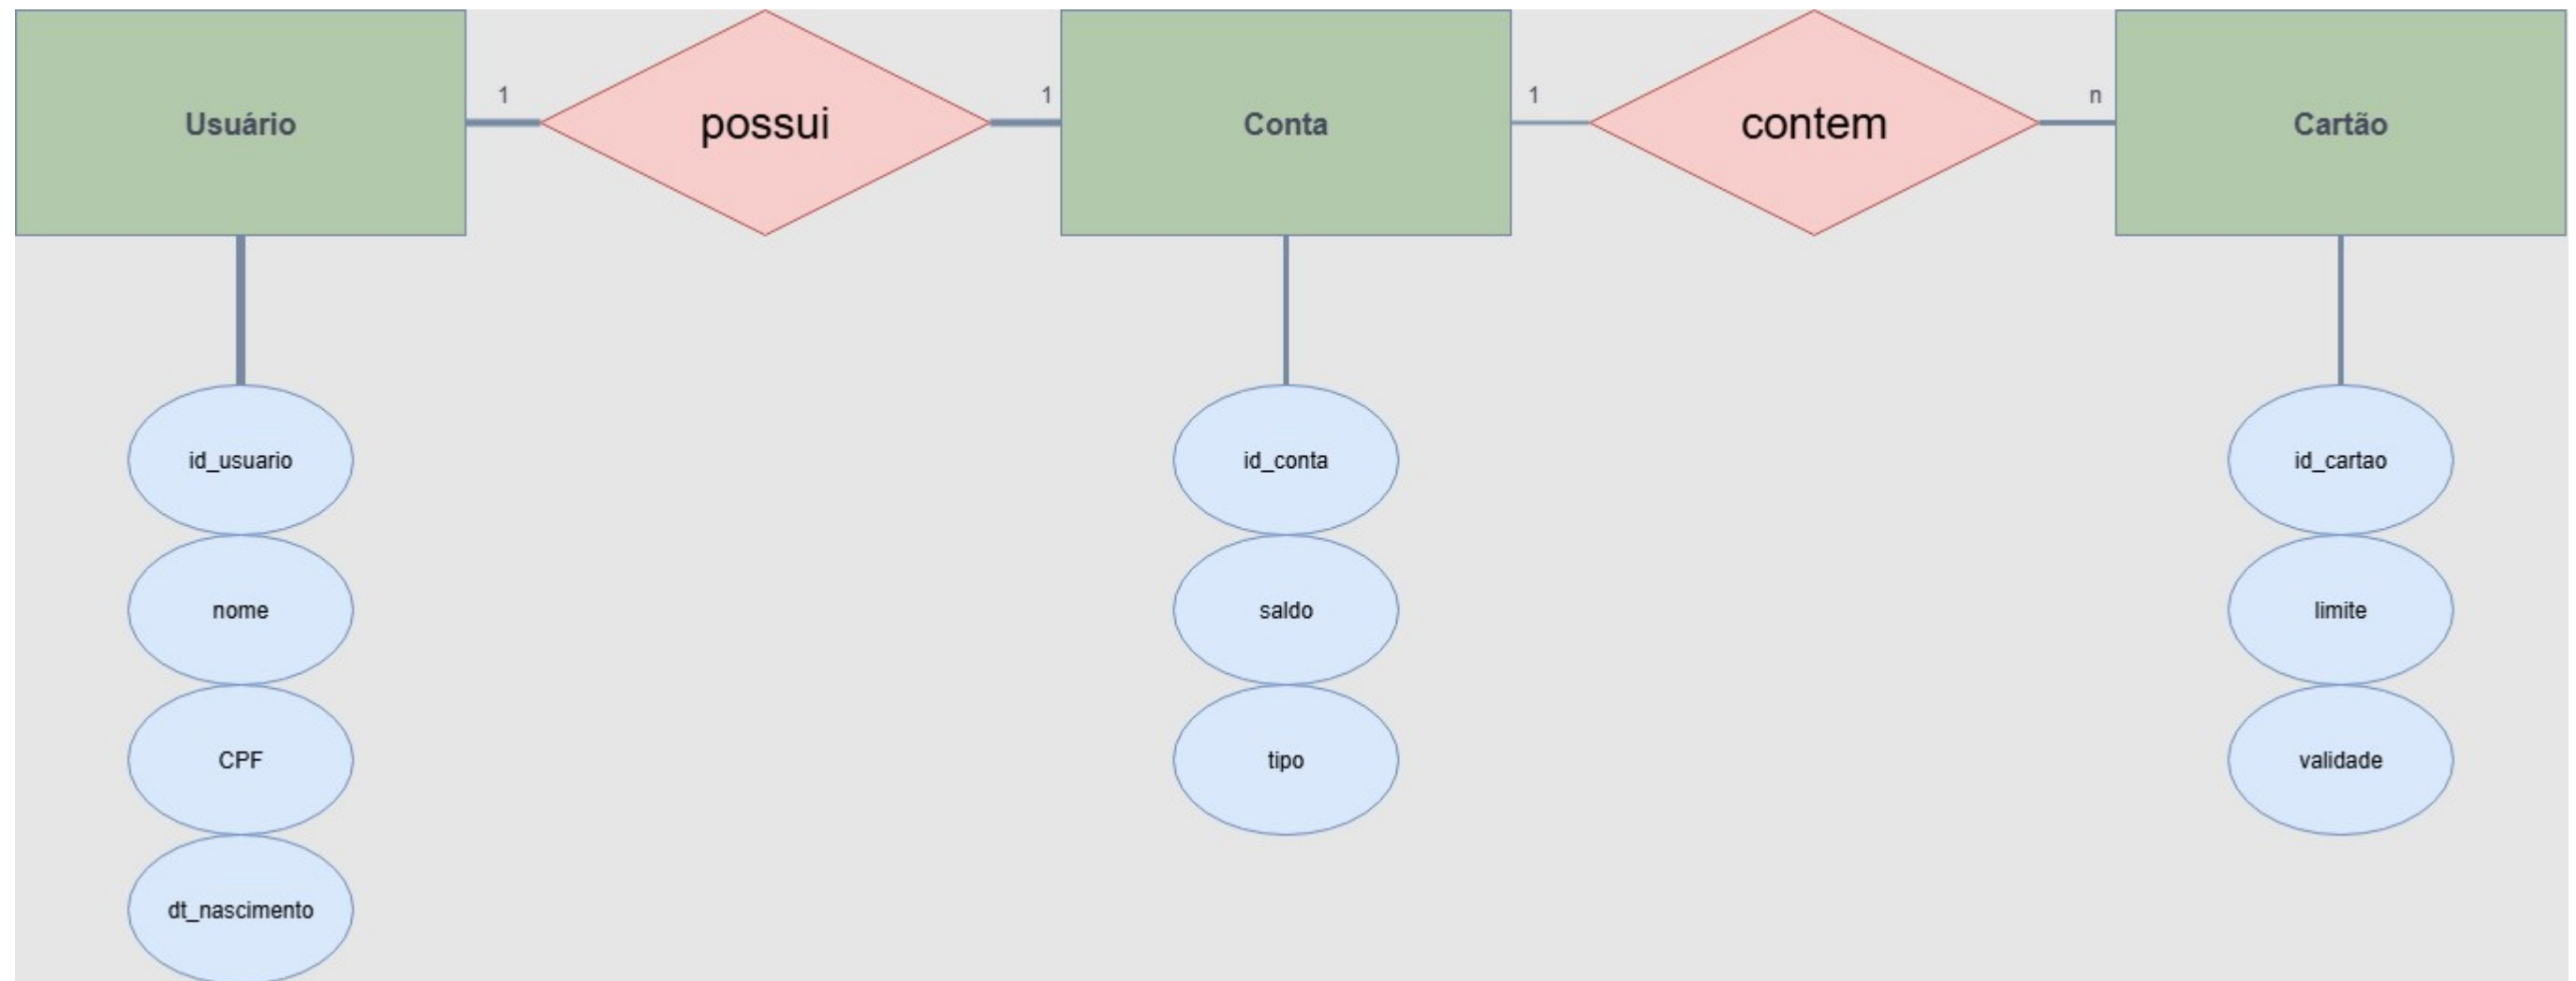 Usuário
1
possui
1
Conta
1
contem
n
Cartão
id_usuario
nome
CPF
dt_nascimento
id_conta
saldo
tipo
id_cartao
limite
validade